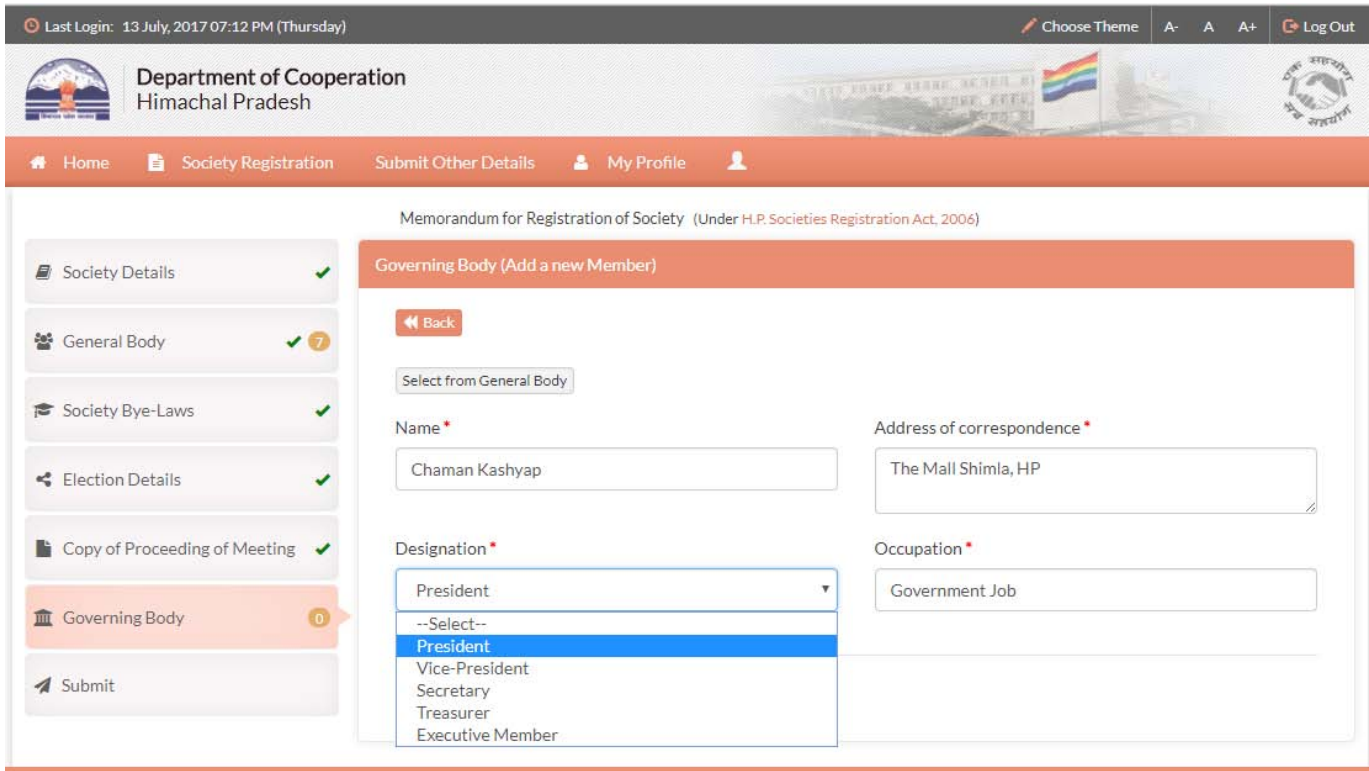 Last Login: 13 July, 2017 07:12 PM (Thursday)
Choose Theme A- A A+ Log Out
Department of Cooperation
Himachal Pradesh
Home Society Registration Submit Other Details My Profile
Memorandum for Registration of Society (Under H.P. Societies Registration Act, 2006)
Society Details
General Body 7
Society Bye-Laws
Election Details
Copy of Proceeding of Meeting
Governing Body 0
Submit
Governing Body (Add a new Member)
Back
Select from General Body
Name* Address of correspondence*
Chaman Kashyap The Mall Shimla, HP
Designation* Occupation*
President Government Job
--Select--
President
Vice-President
Secretary
Treasurer
Executive Member